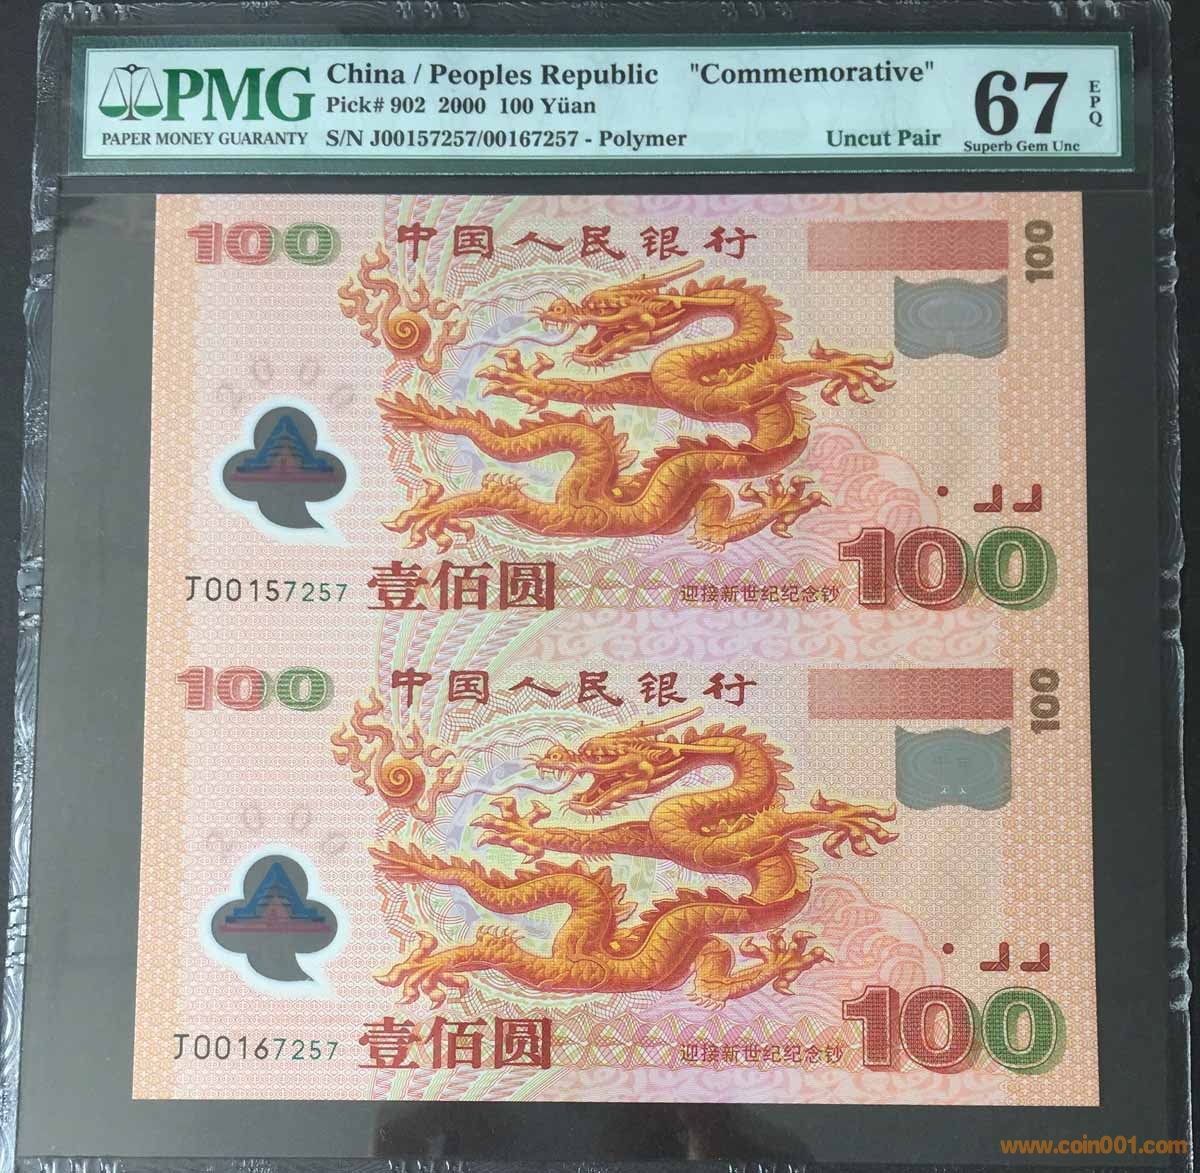 PMG
PAPER MONEY GUARANTY
China / Peoples Republic "Commemorative"
Pick# 902 2000 100 Yüan
S/N J00157257/00167257 - Polymer
Uncut Pair
67
EPQ
Superb Gem Unc
100
中国人民银行
100
2000
J00157257
壹佰圆
迎接新世纪纪念钞
100
100
中国人民银行
100
2000
J00167257
壹佰圆
迎接新世纪纪念钞
100
www.coin001.com